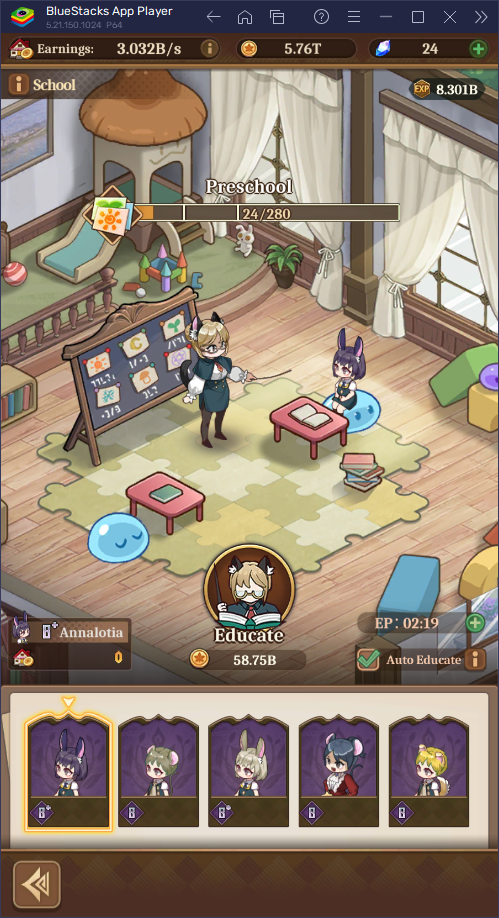 BlueStacks App Player
5.21.150.1024 P64
Earnings: 3.032B/s
5.76T
24
School
EXP 8.301B
Preschool
24/280
Educate
Annalotia
EP: 02:19
0
58.75B
Auto Educate